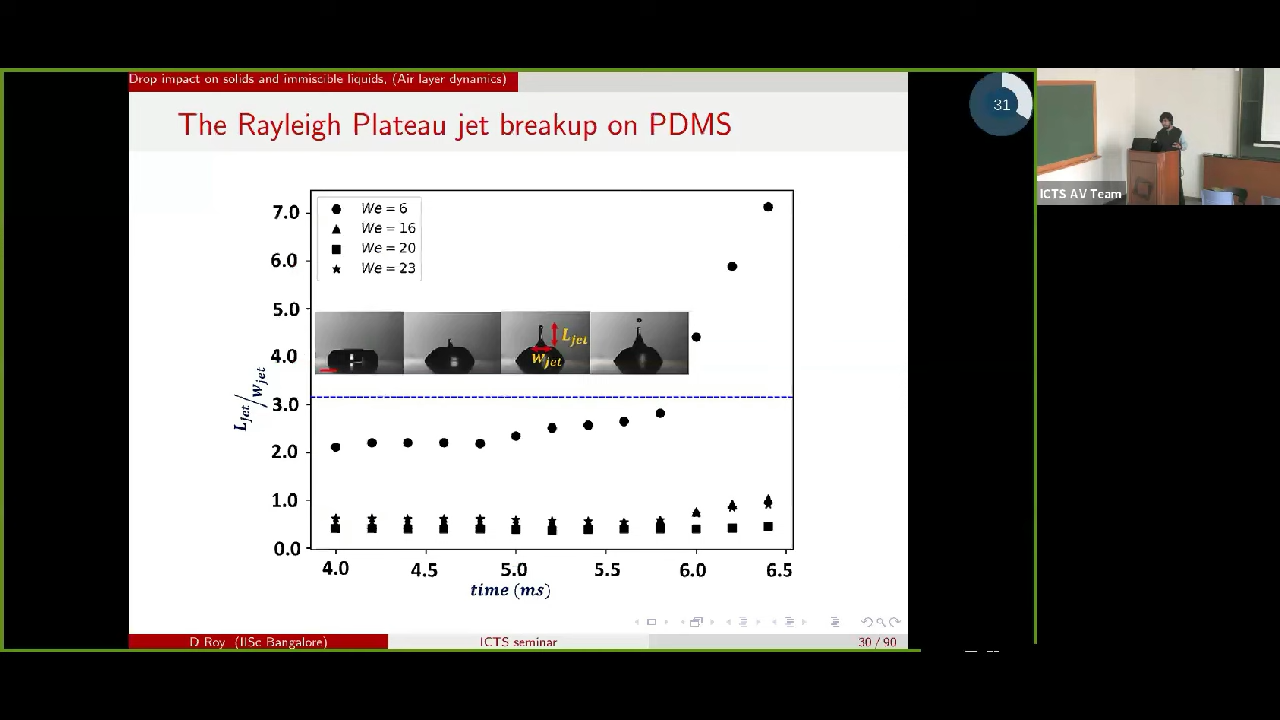 Drop impact on solids and immiscible liquids, (Air layer dynamics)
The Rayleigh Plateau jet breakup on PDMS
31
ICTS AV Team
We = 6
We = 16
We = 20
We = 23
7.0
6.0
5.0
4.0
3.0
2.0
1.0
0.0
L_jet/w_jet
L_jet
w_jet
4.0 4.5 5.0 5.5 6.0 6.5
time (ms)
D Roy (IISc Bangalore) ICTS seminar 30 / 90